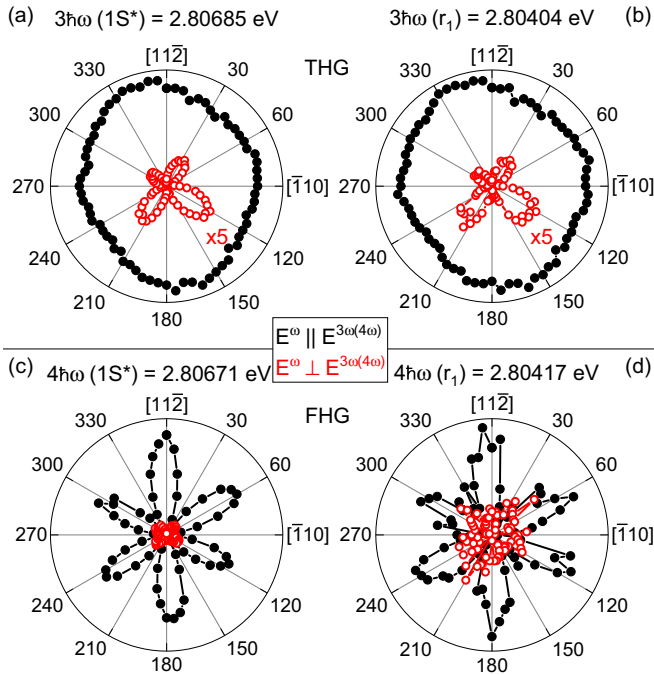 (a) 3ħω (1S*) = 2.80685 eV 3ħω (r₁) = 2.80404 eV (b)
[112̄] THG [112̄]
330 30 330 30
300 60 300 60
270 [1̄10] 270 [1̄10]
x5 x5
240 120 240 120
210 150 210 150
180 180
E^ω || E^3ω(4ω)
E^ω ⊥ E^3ω(4ω)
(c) 4ħω (1S*) = 2.80671 eV 4ħω (r₁) = 2.80417 eV (d)
[112̄] FHG [112̄]
330 30 330 30
300 60 300 60
270 [1̄10] 270 [1̄10]
240 120 240 120
210 150 210 150
180 180